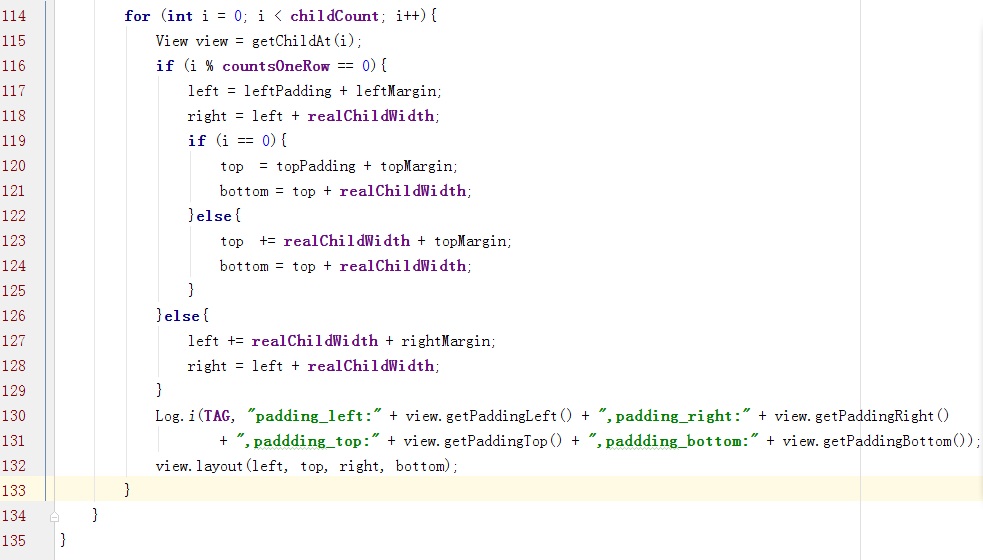 114 for (int i = 0; i < childCount; i++){
115 View view = getChildAt(i);
116 if (i % countsOneRow == 0){
117 left = leftPadding + leftMargin;
118 right = left + realChildWidth;
119 if (i == 0){
120 top  = topPadding + topMargin;
121 bottom = top + realChildWidth;
122 }else{
123 top  += realChildWidth + topMargin;
124 bottom = top + realChildWidth;
125 }
126 }else{
127 left += realChildWidth + rightMargin;
128 right = left + realChildWidth;
129 }
130 Log.i(TAG, "padding_left:" + view.getPaddingLeft() + ",padding_right:" + view.getPaddingRight()
131 + ",paddding_top:" + view.getPaddingTop() + ",paddding_bottom:" + view.getPaddingBottom());
132 view.layout(left, top, right, bottom);
133 }
134 }
135 }